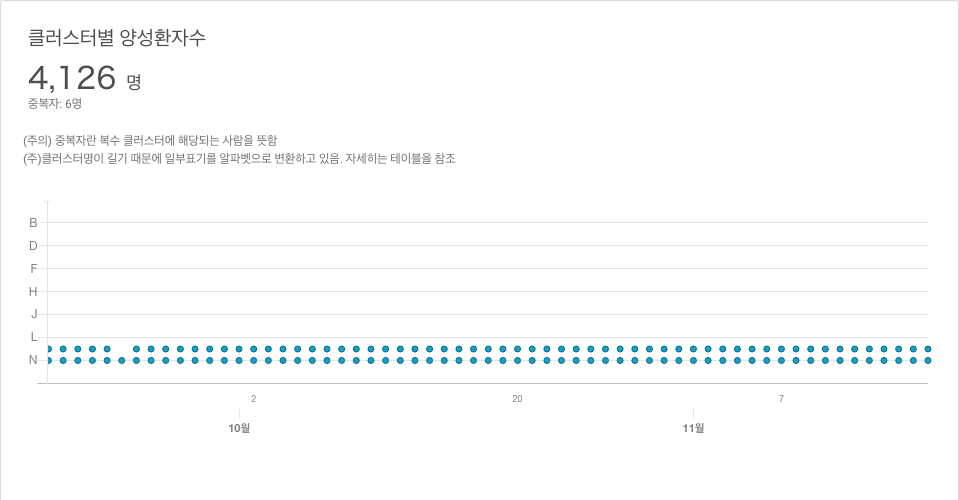 클러스터별 양성환자수
4,126 명
중복자: 6명
(주의) 중복자란 복수 클러스터에 해당되는 사람을 뜻함
(주)클러스터명이 길기 때문에 일부표기를 알파벳으로 변환하고 있음. 자세히는 테이블을 참조
B
D
F
H
J
L
N
2 20 7
10월 11월